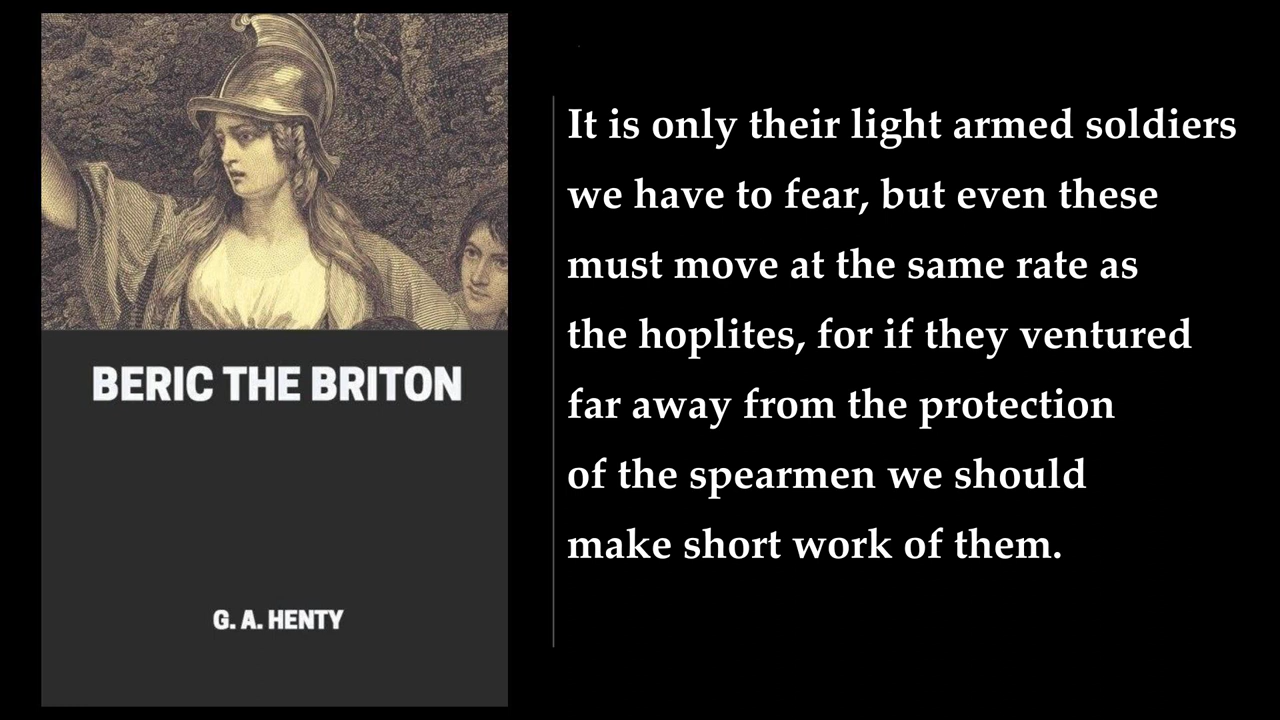 BERIC THE BRITON
G. A. HENTY
It is only their light armed soldiers
we have to fear, but even these
must move at the same rate as
the hoplites, for if they ventured
far away from the protection
of the spearmen we should
make short work of them.